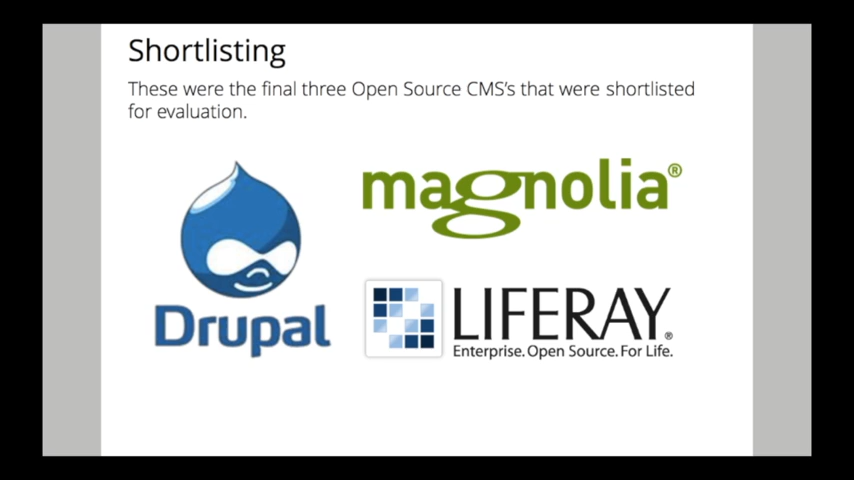 Shortlisting
These were the final three Open Source CMS's that were shortlisted
for evaluation.
magnolia®
Drupal
LIFERAY®
Enterprise. Open Source. For Life.